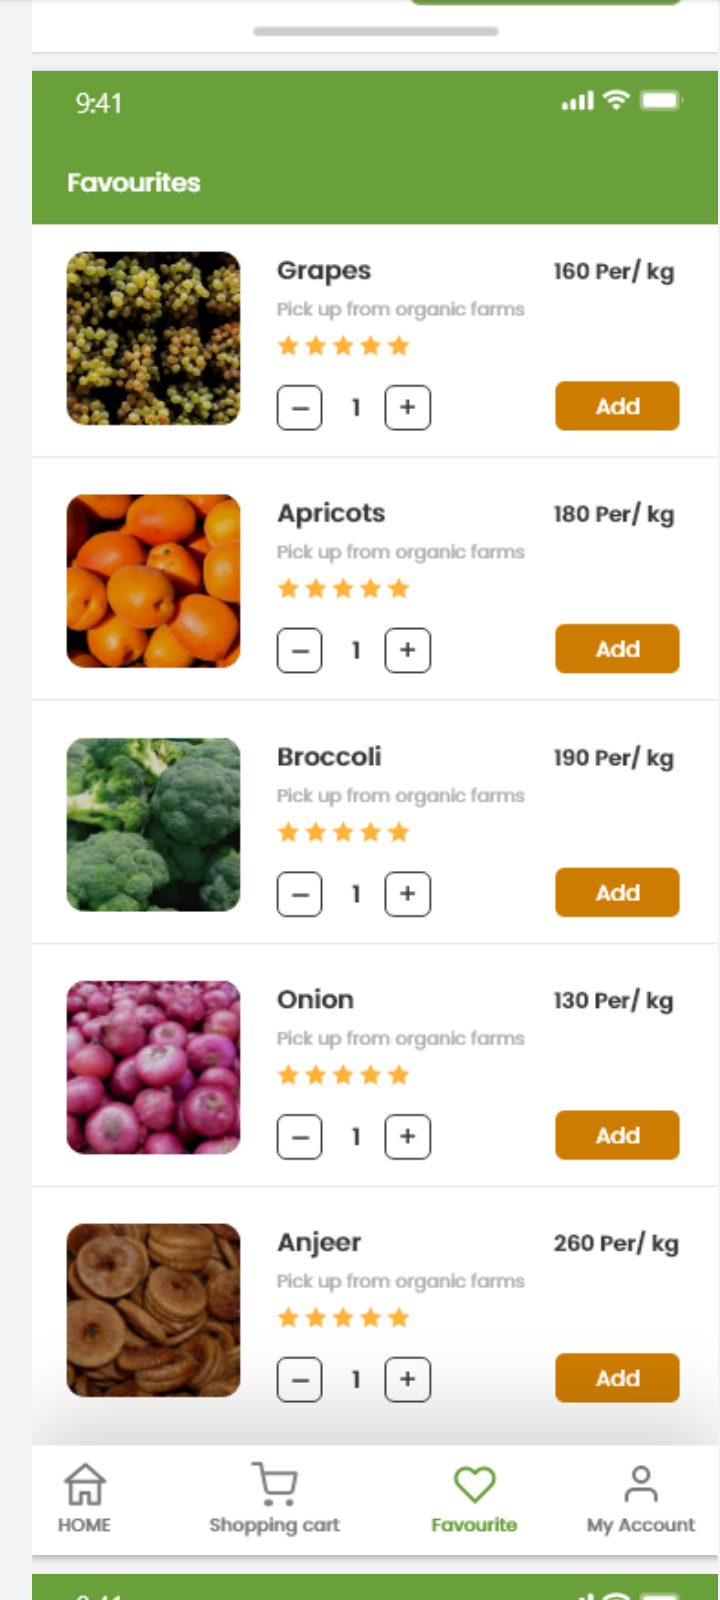 9:41
Favourites
Grapes
160 Per/ kg
Pick up from organic farms
1
Add
Apricots
180 Per/ kg
Pick up from organic farms
1
Add
Broccoli
190 Per/ kg
Pick up from organic farms
1
Add
Onion
130 Per/ kg
Pick up from organic farms
1
Add
Anjeer
260 Per/ kg
Pick up from organic farms
1
Add
HOME
Shopping cart
Favourite
My Account